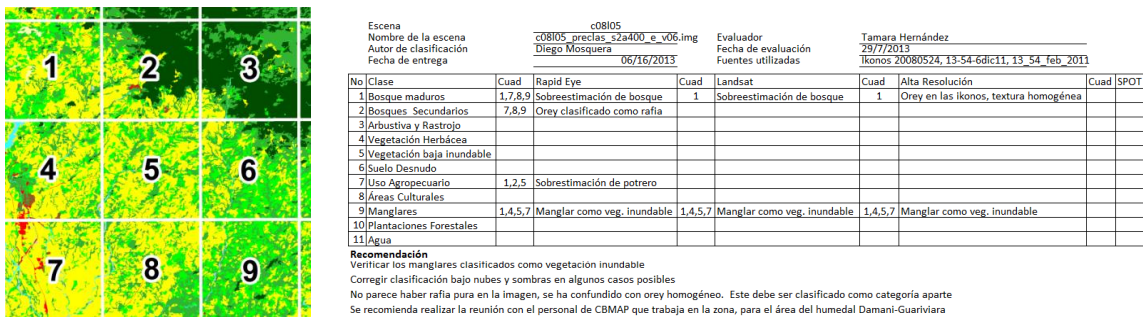 1 2 3
4 5 6
7 8 9
Escena c08l05
Nombre de la escena c08l05_preclas_s2a400_e_v06.img Evaluador Tamara Hernández
Autor de clasificación Diego Mosquera Fecha de evaluación 29/7/2013
Fecha de entrega 06/16/2013 Fuentes utilizadas Ikonos 20080524, 13-54-6dic11, 13_54_feb_2011
No Clase Cuad Rapid Eye Cuad Landsat Cuad Alta Resolución Cuad SPOT
1 Bosque maduros 1,7,8,9 Sobreestimación de bosque 1 Sobreestimación de bosque 1 Orey en las ikonos, textura homogénea
2 Bosques Secundarios 7,8,9 Orey clasificado como rafia
3 Arbustiva y Rastrojo
4 Vegetación Herbácea
5 Vegetación baja inundable
6 Suelo Desnudo
7 Uso Agropecuario 1,2,5 Sobrestimación de potrero
8 Áreas Culturales
9 Manglares 1,4,5,7 Manglar como veg. inundable 1,4,5,7 Manglar como veg. inundable 1,4,5,7 Manglar como veg. inundable
10 Plantaciones Forestales
11 Agua
Recomendación
Verificar los manglares clasificados como vegetación inundable
Corregir clasificación bajo nubes y sombras en algunos casos posibles
No parece haber rafia pura en la imagen, se ha confundido con orey homogéneo. Este debe ser clasificado como categoría aparte
Se recomienda realizar la reunión con el personal de CBMAP que trabaja en la zona, para el área del humedal Damani-Guariviara